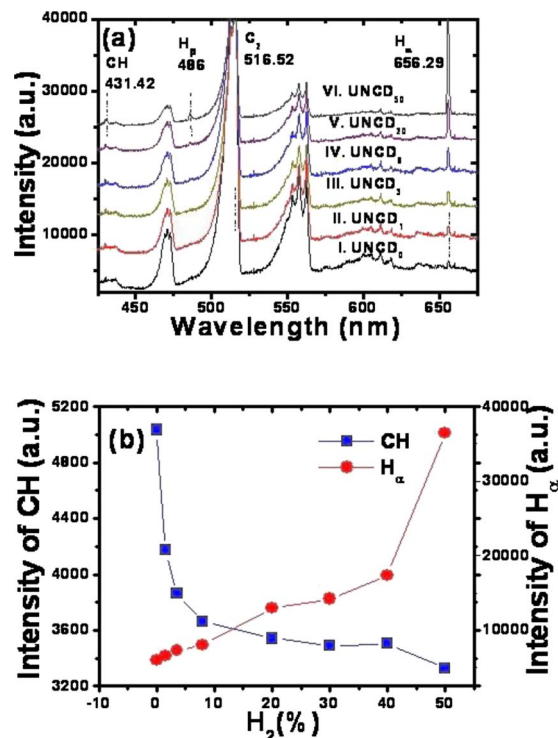 (a)
CH
431.42
Hβ
486
C2
516.52
Hα
656.29
VI. UNCD50
V. UNCD20
IV. UNCD8
III. UNCD3
II. UNCD1
I. UNCD0
Intensity (a.u.)
40000
30000
20000
10000
450 500 550 600 650
Wavelength (nm)
(b)
CH
Hα
Intensity of CH (a.u.)
5200
4800
4400
4000
3600
3200
Intensity of Hα (a.u.)
40000
30000
20000
10000
0
-10 0 10 20 30 40 50
H2(%)